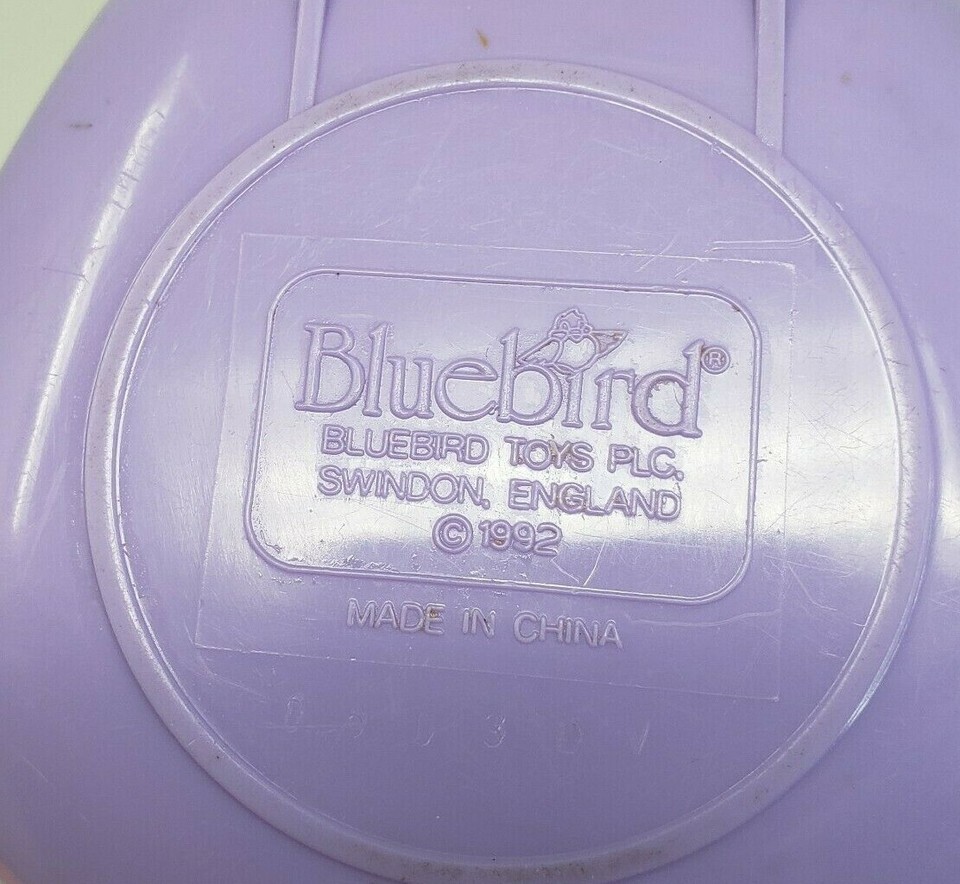 Bluebird®
BLUEBIRD TOYS PLC,
SWINDON, ENGLAND
© 1992
MADE IN CHINA